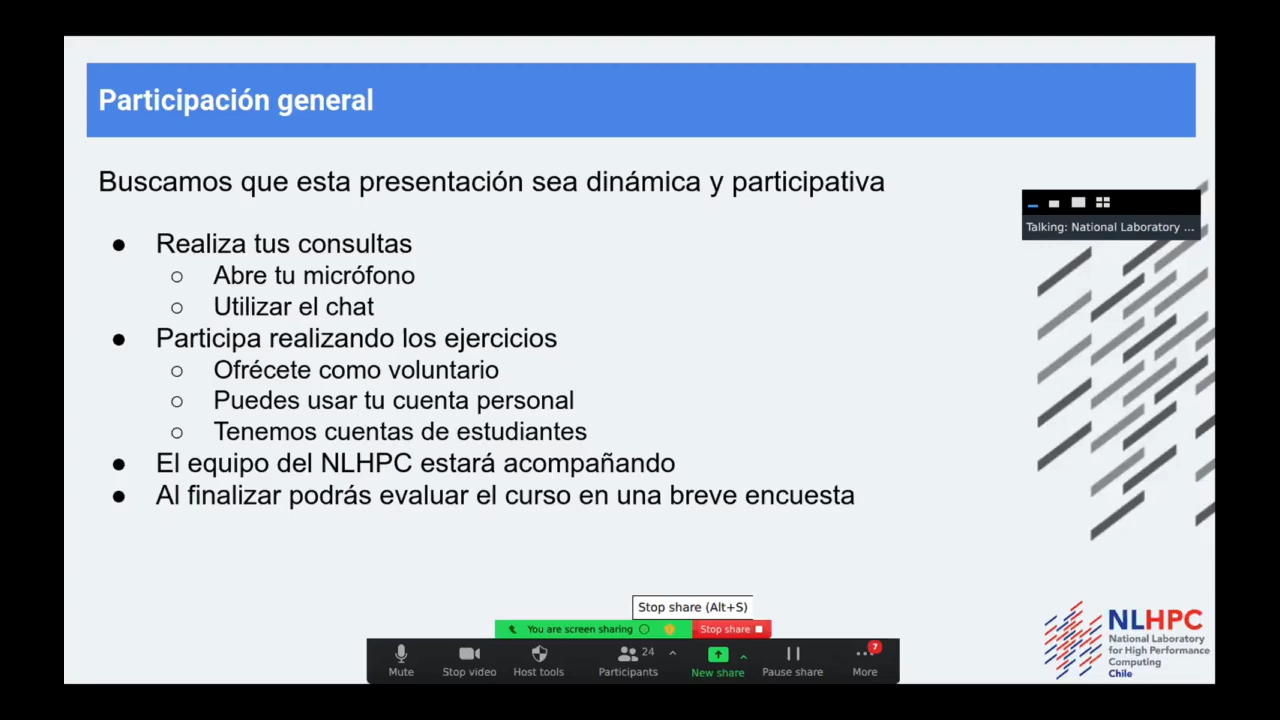 Participación general
Buscamos que esta presentación sea dinámica y participativa
● Realiza tus consultas
○ Abre tu micrófono
○ Utilizar el chat
● Participa realizando los ejercicios
○ Ofrécete como voluntario
○ Puedes usar tu cuenta personal
○ Tenemos cuentas de estudiantes
● El equipo del NLHPC estará acompañando
● Al finalizar podrás evaluar el curso en una breve encuesta
Talking: National Laboratory ...
Stop share (Alt+S)
You are screen sharing
Stop share
Mute
Stop video
Host tools
Participants
24
New share
Pause share
More
7
NLHPC
National Laboratory
for High Performance
Computing
Chile